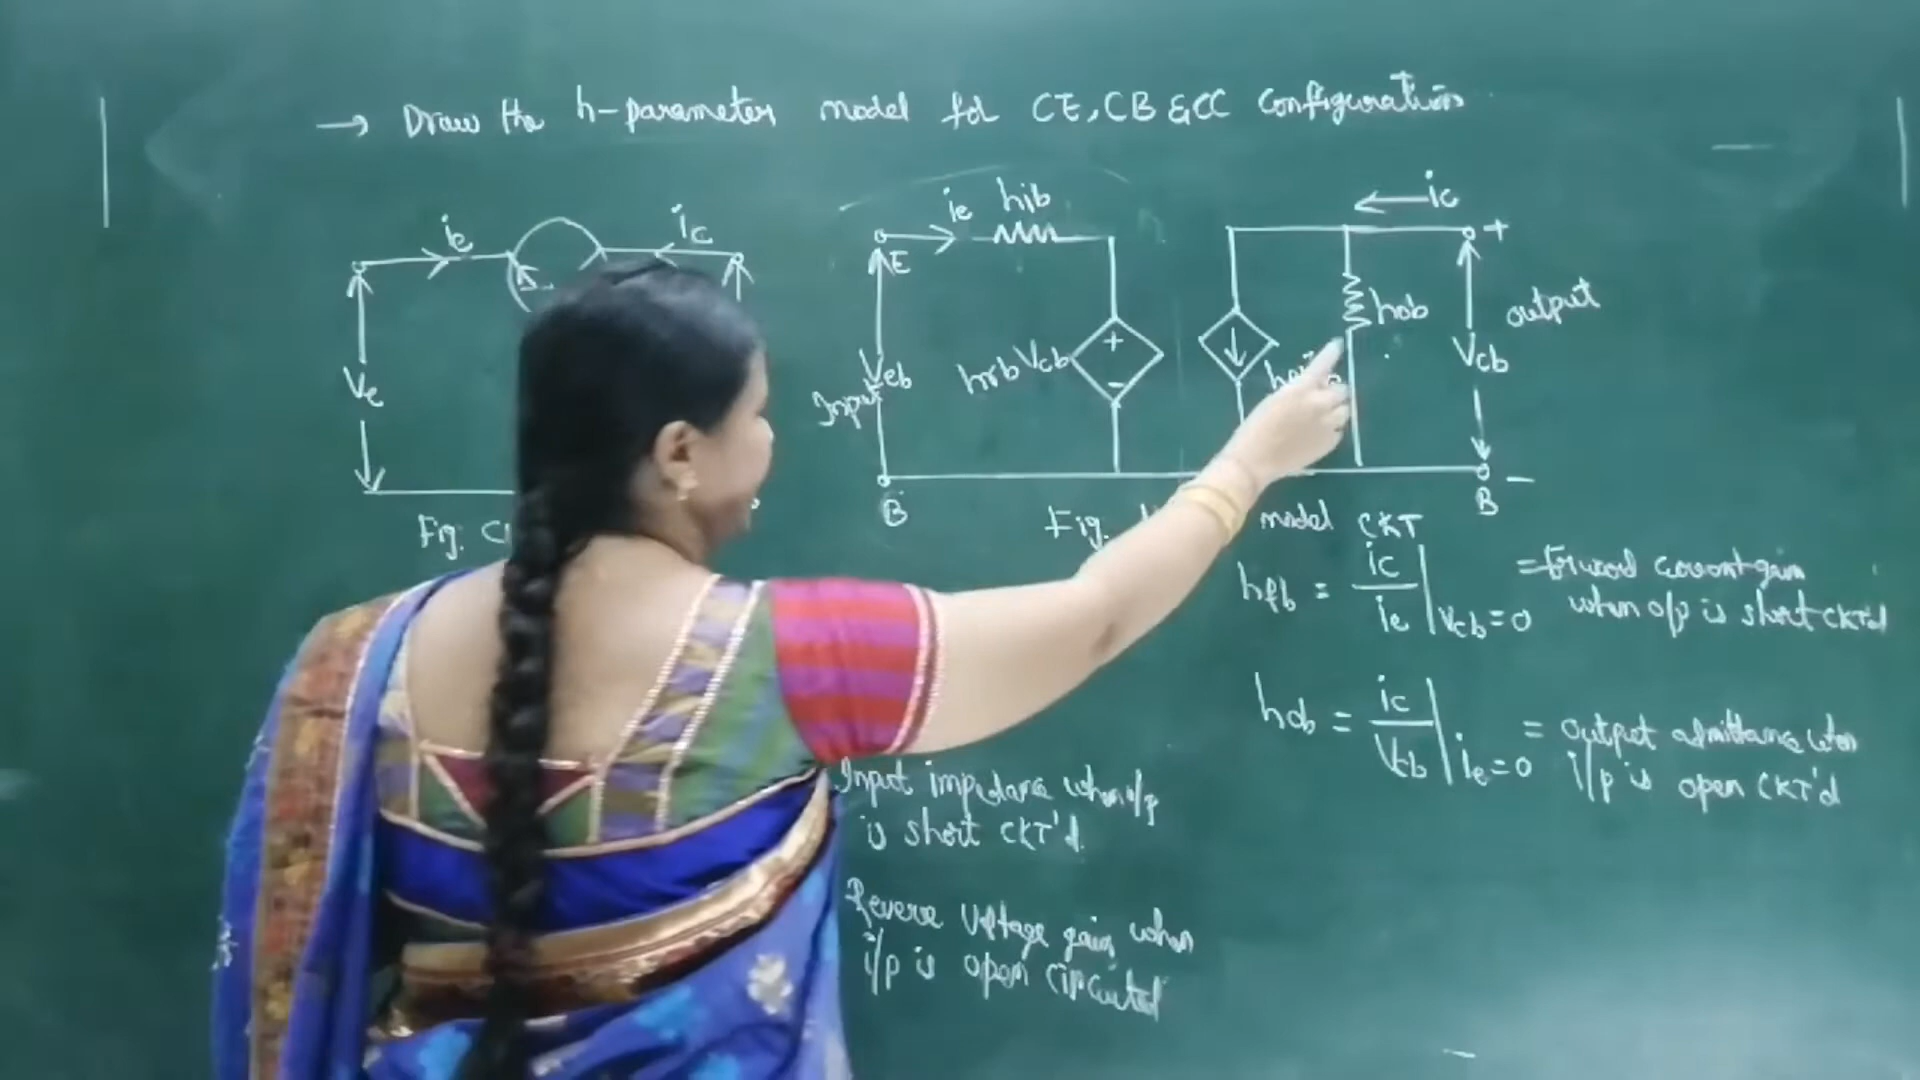 → Draw the h-parameter model for CE, CB & CC Configurations
ie
ic
Ve
Fig:
ie hib
E
Veb
Input
hrb Vcb
+
-
B
Fig.
model CKT
ic
+
hob
output
Vcb
B -
hfb = ic/ie | Vcb=0 = Forward current gain
when o/p is short CKT'd
hob = ic/Vcb | ie=0 = output admittance when
i/p is open CKT'd
Input impedance when o/p
is short CKT'd
Reverse Voltage gain when
i/p is open circuited